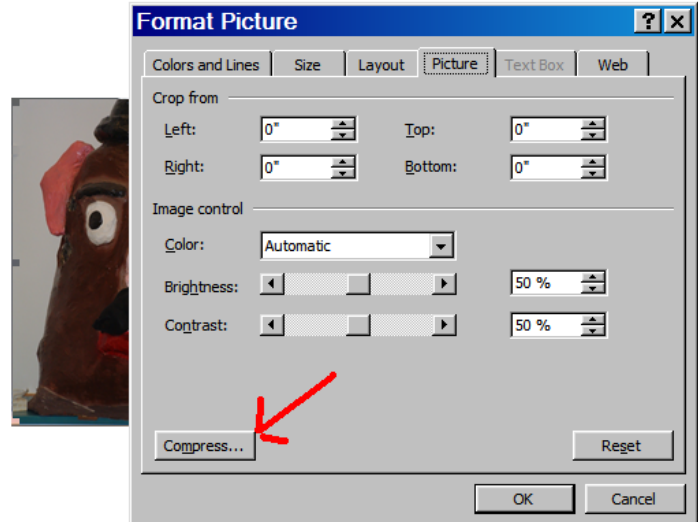 Format Picture
Colors and Lines Size Layout Picture Text Box Web
Crop from
Left: 0" Top: 0"
Right: 0" Bottom: 0"
Image control
Color: Automatic
Brightness: 50 %
Contrast: 50 %
Compress... Reset
OK Cancel